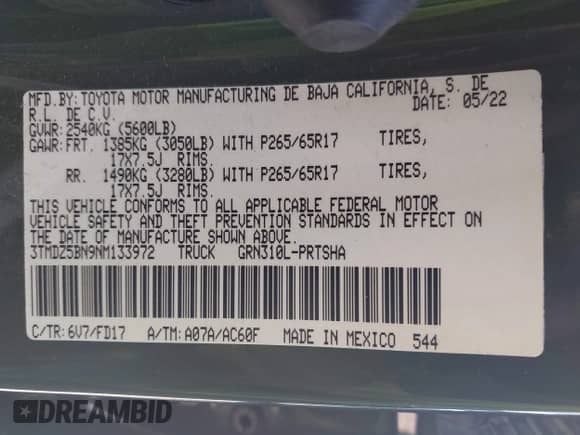 MFD.BY:TOYOTA MOTOR MANUFACTURING DE BAJA CALIFORNIA, S. DE
R.L. DE C.V. DATE: 05/22
GVWR:2540KG (5600LB)
GAWR:FRT. 1385KG (3050LB) WITH P265/65R17 TIRES,
17X7.5J RIMS.
RR. 1490KG (3280LB) WITH P265/65R17 TIRES,
17X7.5J RIMS.
THIS VEHICLE CONFORMS TO ALL APPLICABLE FEDERAL MOTOR
VEHICLE SAFETY AND THEFT PREVENTION STANDARDS IN EFFECT ON
THE DATE OF MANUFACTURE SHOWN ABOVE.
3TMDZ5BN9NM133972 TRUCK GRN310L-PRTSHA
C/TR:6V7/FD17 A/TM:A07A/AC60F MADE IN MEXICO 544
DREAMBID